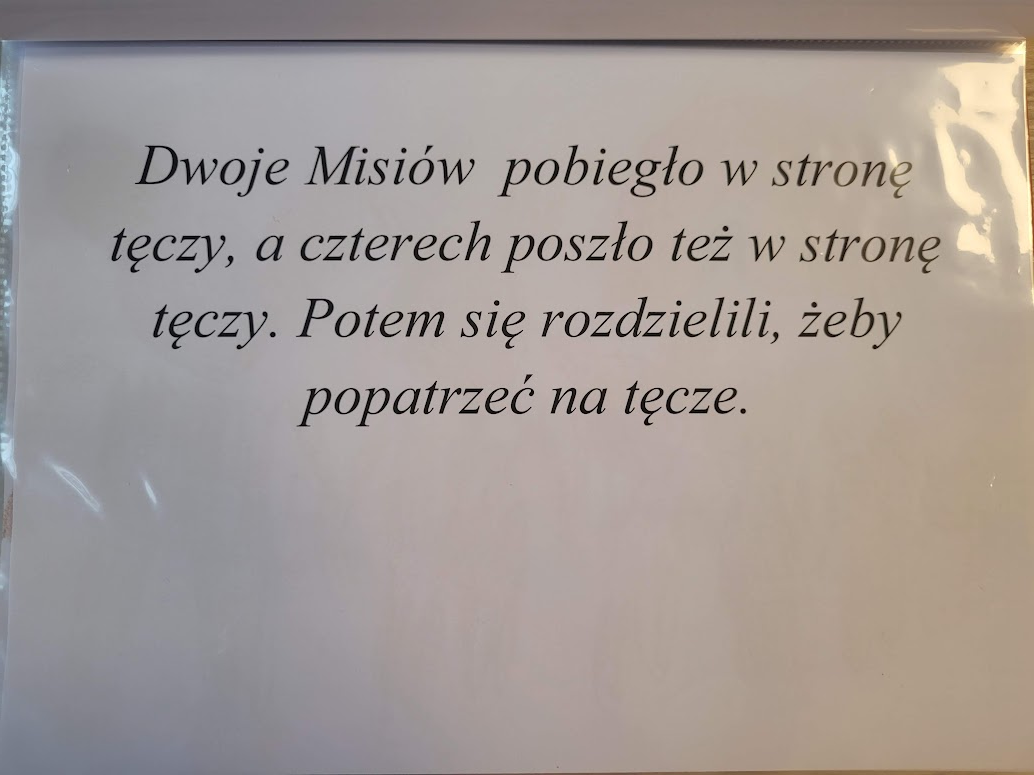 Dwoje Misiów pobiegło w stronę
tęczy, a czterech poszło też w stronę
tęczy. Potem się rozdzielili, żeby
popatrzeć na tęcze.